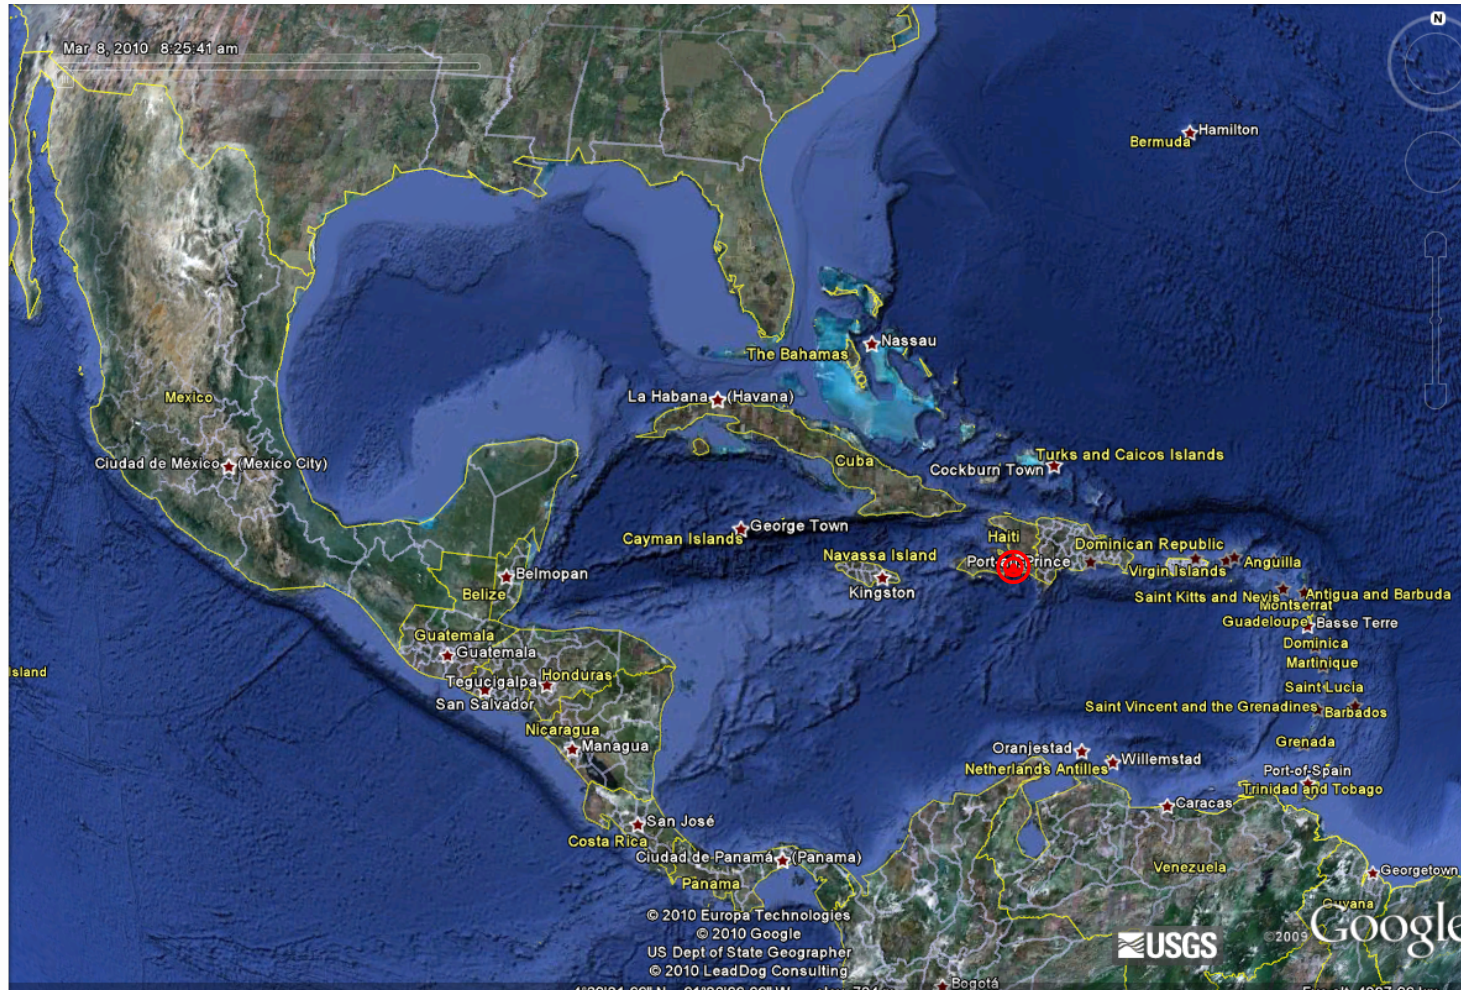 N
Mar 8, 2010 8:25:41 am
Hamilton
Bermuda
Nassau
The Bahamas
La Habana (Havana)
Mexico
Turks and Caicos Islands
Cuba
Cockburn Town
Ciudad de México (Mexico City)
George Town
Cayman Islands
Haiti
Dominican Republic
Navassa Island
Port-au-Prince
Anguilla
Virgin Islands
Belmopan
Kingston
Belize
Saint Kitts and Nevis
Antigua and Barbuda
Montserrat
Guadeloupe
Basse Terre
Guatemala
Dominica
Guatemala
Martinique
Island
Honduras
Tegucigalpa
Saint Lucia
San Salvador
Saint Vincent and the Grenadines
Barbados
Nicaragua
Grenada
Managua
Oranjestad
Willemstad
Netherlands Antilles
Port-of-Spain
Trinidad and Tobago
Caracas
San José
Costa Rica
Ciudad de Panamá (Panama)
Venezuela
Georgetown
Panama
Guyana
© 2010 Europa Technologies
© 2010 Google
US Dept of State Geographer
© 2010 LeadDog Consulting
USGS
©2009
Google
Bogotá